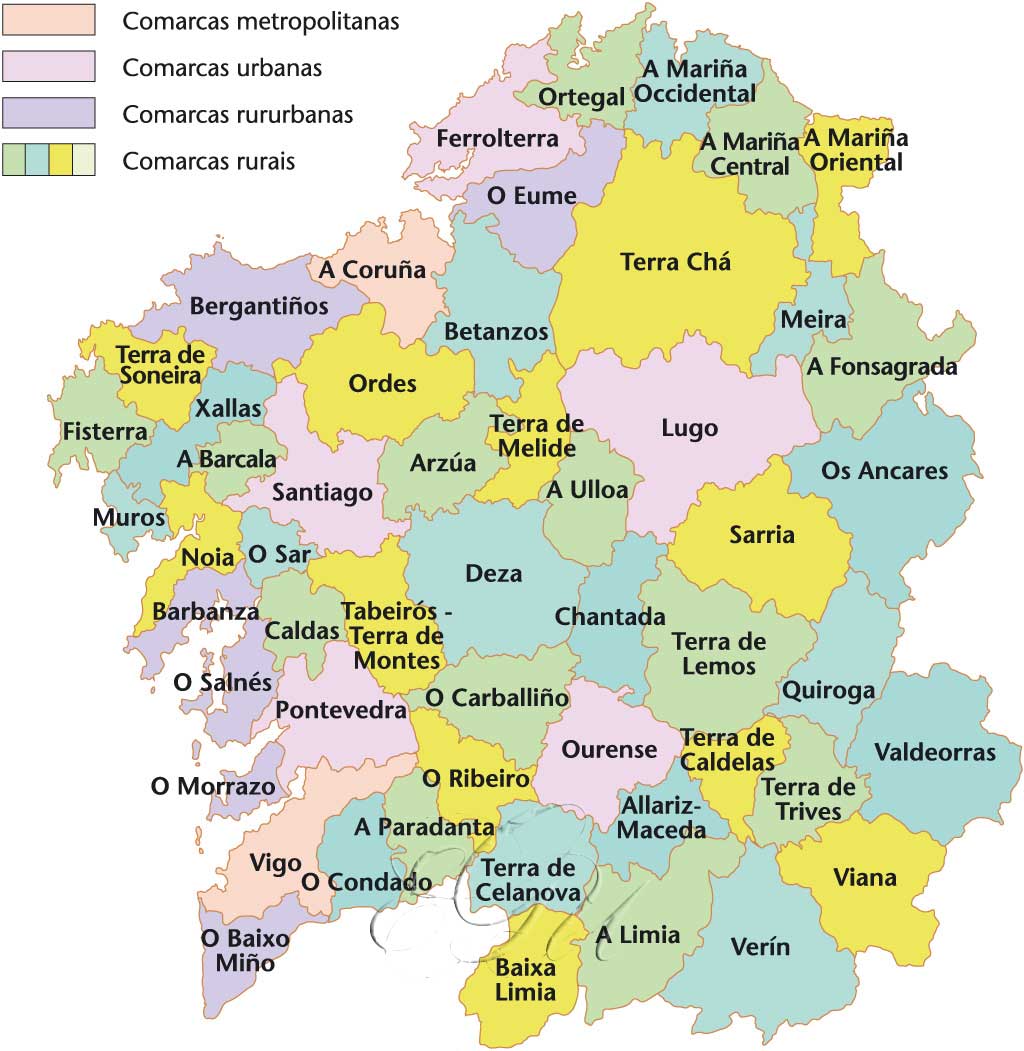 Comarcas metropolitanas
Comarcas urbanas
Comarcas rururbanas
Comarcas rurais
Ortegal
A Mariña
Occidental
Ferrolterra
A Mariña
Central
A Mariña
Oriental
O Eume
Terra Chá
A Coruña
Bergantiños
Betanzos
Meira
Terra de
Soneira
Ordes
A Fonsagrada
Xallas
Fisterra
Terra de
Melide
Lugo
A Barcala
Arzúa
Os Ancares
Santiago
A Ulloa
Muros
Sarria
Noia
O Sar
Deza
Barbanza
Caldas
Tabeirós -
Terra de
Montes
Chantada
Terra de
Lemos
O Salnés
Pontevedra
O Carballiño
Quiroga
Ourense
Terra de
Caldelas
Valdeorras
O Morrazo
O Ribeiro
Terra de
Trives
Allariz-
Maceda
A Paradanta
Vigo
O Condado
Terra de
Celanova
Viana
O Baixo
Miño
A Limia
Verín
Baixa
Limia